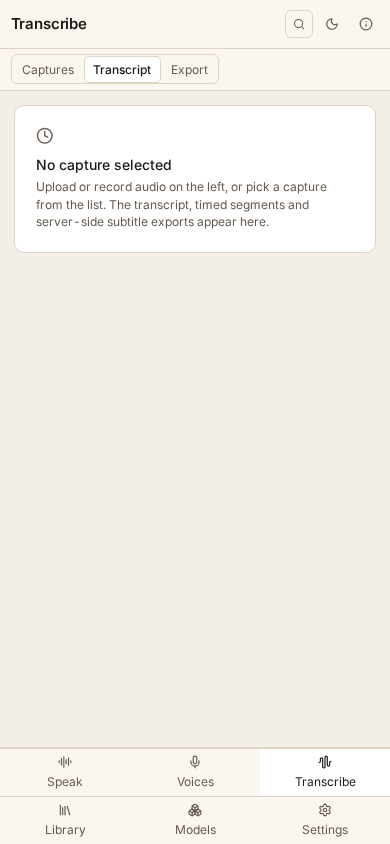 Transcribe
Captures Transcript Export
No capture selected
Upload or record audio on the left, or pick a capture
from the list. The transcript, timed segments and
server-side subtitle exports appear here.
Speak Voices Transcribe
Library Models Settings